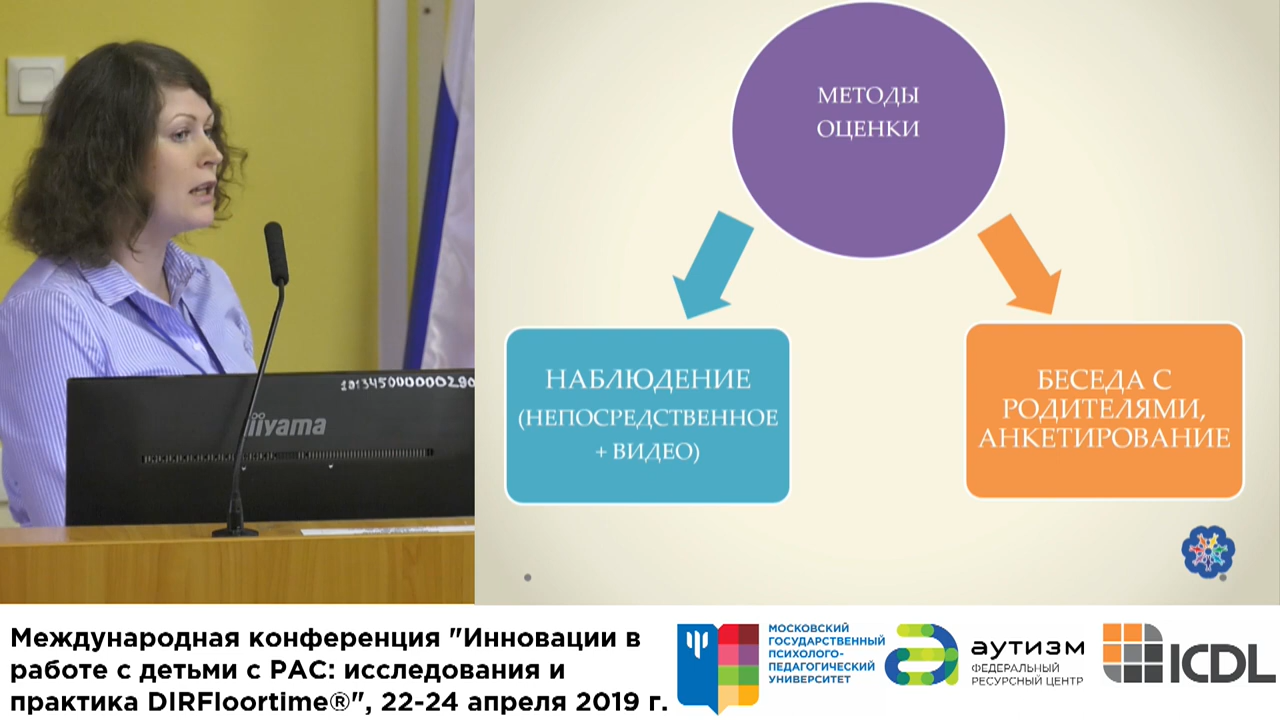 МЕТОДЫ
ОЦЕНКИ
НАБЛЮДЕНИЕ
(НЕПОСРЕДСТВЕННОЕ
+ ВИДЕО)
БЕСЕДА С
РОДИТЕЛЯМИ,
АНКЕТИРОВАНИЕ
iiyama
Международная конференция "Инновации в
работе с детьми с РАС: исследования и
практика DIRFloortime®", 22-24 апреля 2019 г.
МОСКОВСКИЙ
ГОСУДАРСТВЕННЫЙ
ПСИХОЛОГО-
ПЕДАГОГИЧЕСКИЙ
УНИВЕРСИТЕТ
аутизм
ФЕДЕРАЛЬНЫЙ
РЕСУРСНЫЙ ЦЕНТР
ICDL